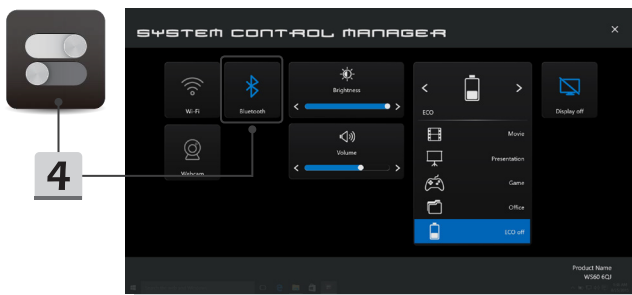 SYSTEM CONTROL MANAGER
Wi-Fi
Bluetooth
Brightness
ECO
Display off
Movie
Volume
Webcam
Presentation
4
Game
Office
ECO off
Product Name
WS60 6QJ